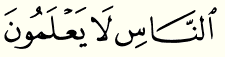 ٱلنَّاسِ لَا يَعۡلَمُونَ